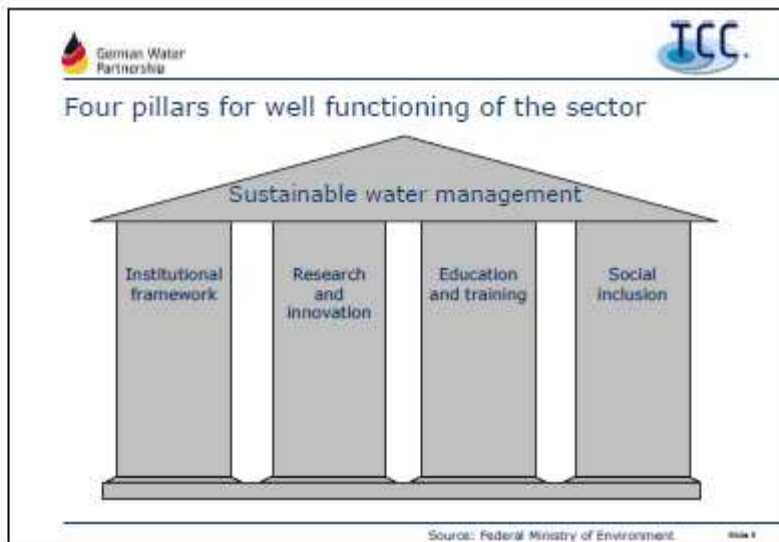 German Water
Partnership
TCC.
Four pillars for well functioning of the sector
Sustainable water management
Institutional
framework
Research
and
innovation
Education
and training
Social
inclusion
Source: Federal Ministry of Environment
Slide